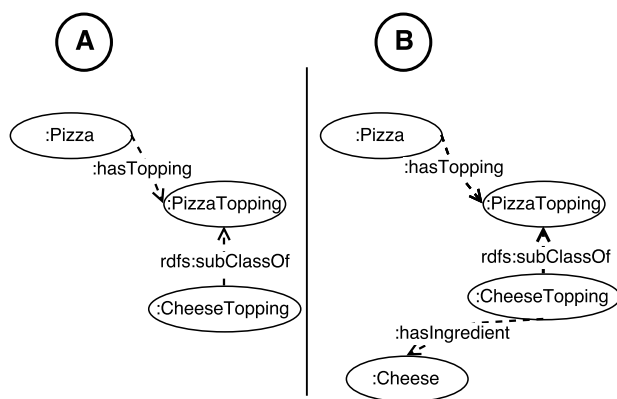 A
:Pizza
:hasTopping
:PizzaTopping
rdfs:subClassOf
:CheeseTopping
B
:Pizza
:hasTopping
:PizzaTopping
rdfs:subClassOf
:CheeseTopping
:hasIngredient
:Cheese